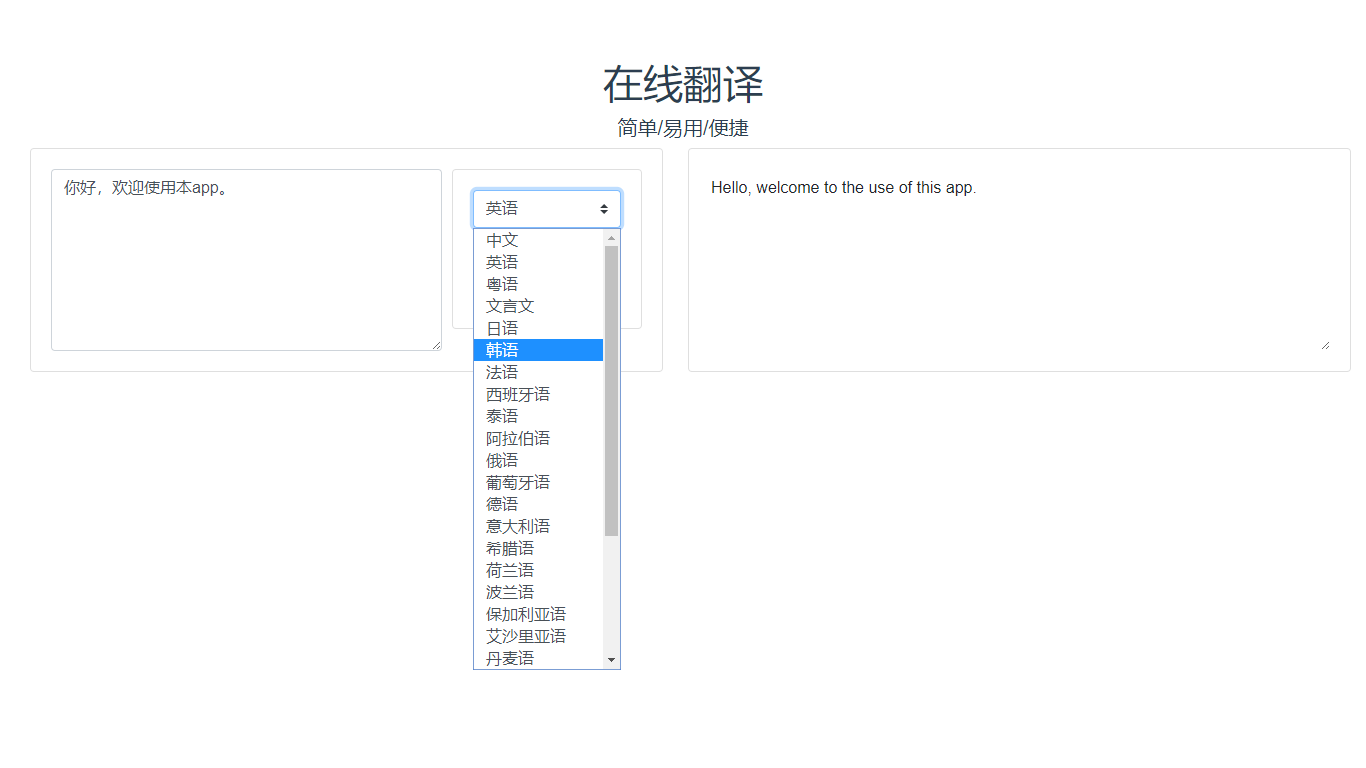 在线翻译
简单/易用/便捷
你好，欢迎使用本app。
英语
中文
英语
粤语
文言文
日语
韩语
法语
西班牙语
泰语
阿拉伯语
俄语
葡萄牙语
德语
意大利语
希腊语
荷兰语
波兰语
保加利亚语
艾沙里亚语
丹麦语
Hello, welcome to the use of this app.